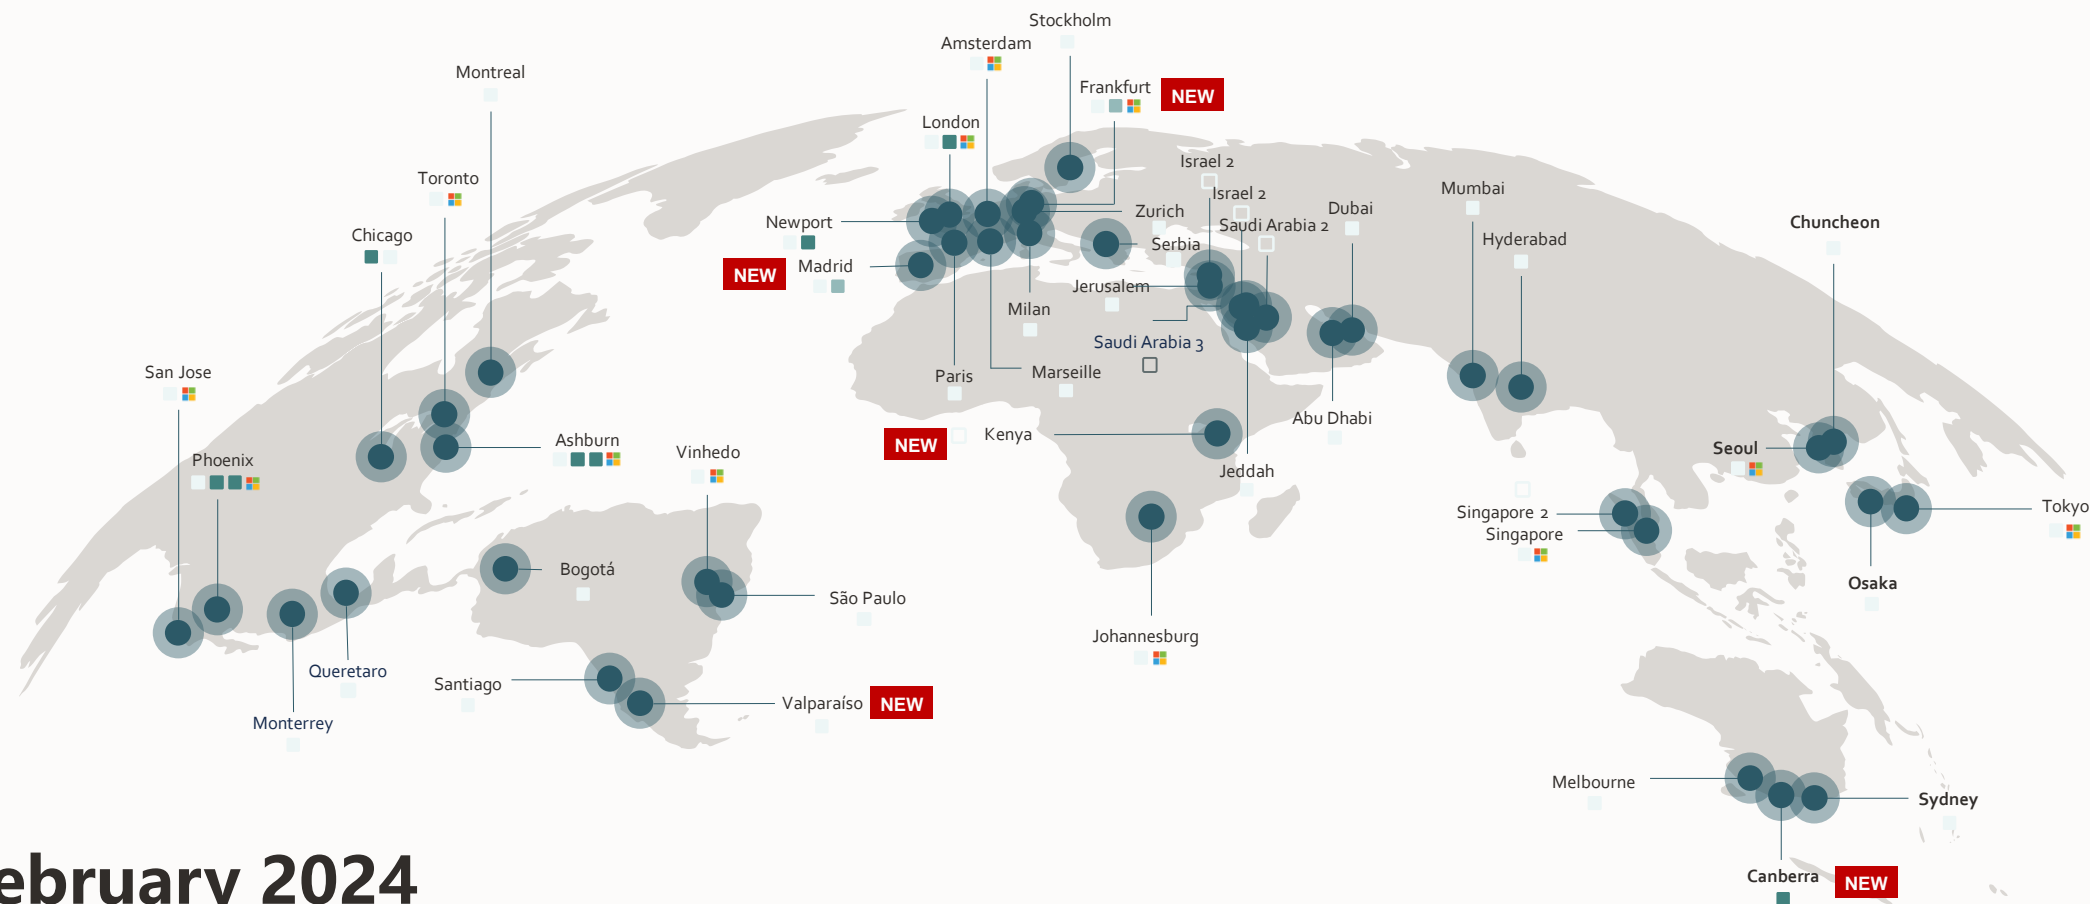 Stockholm
Amsterdam
Montreal
Frankfurt
NEW
London
Israel 2
Toronto
Israel 2
Mumbai
Dubai
Zurich
Saudi Arabia 2
Newport
Chuncheon
Chicago
Serbia
Hyderabad
NEW
Madrid
Jerusalem
Milan
Saudi Arabia 3
San Jose
Paris
Marseille
Abu Dhabi
NEW
Kenya
Ashburn
Vinhedo
Seoul
Phoenix
Jeddah
Singapore 2
Tokyo
Singapore
Bogotá
Osaka
São Paulo
Johannesburg
Queretaro
Santiago
Valparaíso
NEW
Monterrey
Melbourne
Sydney
Canberra
NEW
ebruary 2024